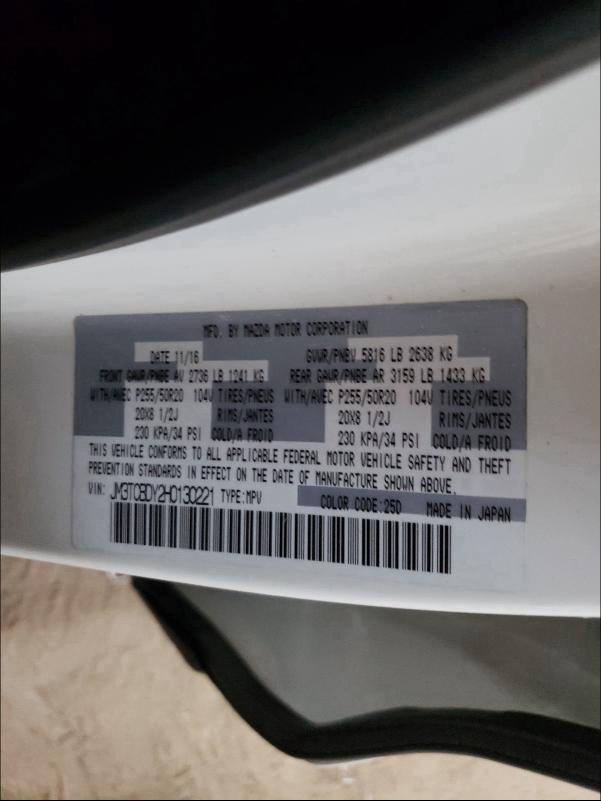 MFD. BY MAZDA MOTOR CORPORATION
DATE 11/16 GVWR/PNBV 5816 LB 2638 KG
FRONT GAWR/PNBE AV 2736 LB 1241 KG REAR GAWR/PNBE AR 3159 LB 1433 KG
WITH/AVEC P255/50R20 104V TIRES/PNEUS WITH/AVEC P255/50R20 104V TIRES/PNEUS
20X8 1/2J RIMS/JANTES 20X8 1/2J RIMS/JANTES
230 KPA/34 PSI COLD/A FROID 230 KPA/34 PSI COLD/A FROID
THIS VEHICLE CONFORMS TO ALL APPLICABLE FEDERAL MOTOR VEHICLE SAFETY AND THEFT
PREVENTION STANDARDS IN EFFECT ON THE DATE OF MANUFACTURE SHOWN ABOVE.
VIN: JM3TCBDY2H0130221 TYPE:MPV COLOR CODE:25D MADE IN JAPAN